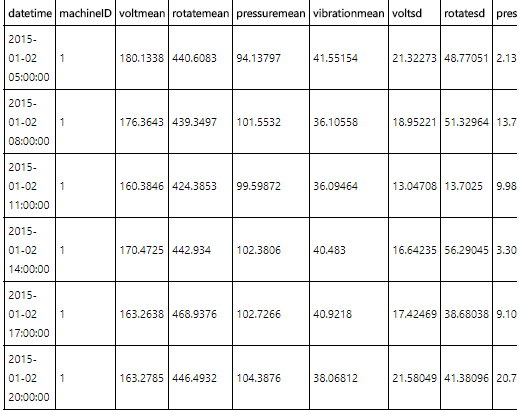 datetime machineID voltmean rotatemean pressuremean vibrationmean voltsd rotatesd pres
2015-
01-02 1 180.1338 440.6083 94.13797 41.55154 21.32273 48.77051 2.13
05:00:00
2015-
01-02 1 176.3643 439.3497 101.5532 36.10558 18.95221 51.32964 13.7
08:00:00
2015-
01-02 1 160.3846 424.3853 99.59872 36.09464 13.04708 13.7025 9.98
11:00:00
2015-
01-02 1 170.4725 442.934 102.3806 40.483 16.64235 56.29045 3.30
14:00:00
2015-
01-02 1 163.2638 468.9376 102.7266 40.9218 17.42469 38.68038 9.10
17:00:00
2015-
01-02 1 163.2785 446.4932 104.3876 38.06812 21.58049 41.38096 20.7
20:00:00